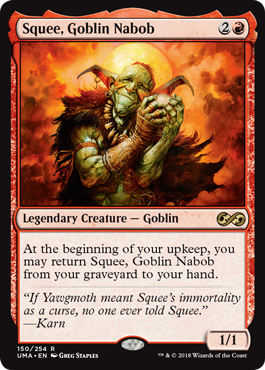 Squee, Goblin Nabob 2
Legendary Creature — Goblin
At the beginning of your upkeep, you
may return Squee, Goblin Nabob
from your graveyard to your hand.
"If Yawgmoth meant Squee's immortality
as a curse, no one ever told Squee."
—Karn
1/1
150/254 R
UMA • EN GREG STAPLES
™ & © 2018 Wizards of the Coast